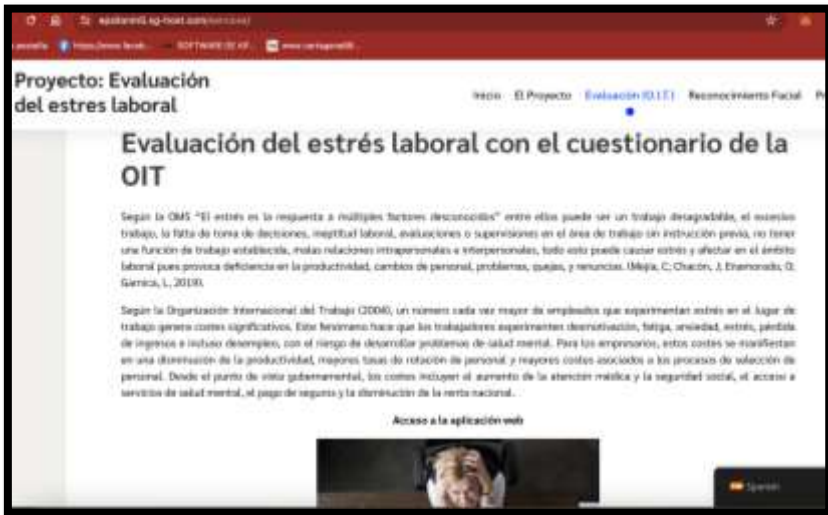 https://www.faceb...
SOFTWARE DE AP...
www.cartagena99...
Proyecto: Evaluación
del estres laboral
Inicio El Proyecto Evaluación (O.I.T.) Reconocimiento Facial
Evaluación del estrés laboral con el cuestionario de la
OIT
Según la OMS "El estrés es la respuesta a múltiples factores desconocidos" entre ellos puede ser un trabajo desagradable, el excesivo
trabajo, la falta de toma de decisiones, ineptitud laboral, evaluaciones o supervisiones en el área de trabajo sin instrucción previa, no tener
una función de trabajo establecida, malas relaciones intrapersonales e interpersonales, todo esto puede causar estrés y afectar en el ámbito
laboral pues provoca deficiencia en la productividad, cambios de personal, problemas, quejas, y renuncias. (Mejia, C; Chacón, J; Enamorado, O;
Garnica, L, 2019).
Según la Organización Internacional del Trabajo (2004), un número cada vez mayor de empleados que experimentan estrés en el lugar de
trabajo genera costes significativos. Este fenómeno hace que los trabajadores experimenten desmotivación, fatiga, ansiedad, estrés, pérdida
de ingresos e incluso desempleo, con el riesgo de desarrollar problemas de salud mental. Para los empresarios, estos costes se manifiestan
en una disminución de la productividad, mayores tasas de rotación de personal y mayores costes asociados a los procesos de selección de
personal. Desde el punto de vista gubernamental, los costes incluyen el aumento de la atención médica y la seguridad social, el acceso a
servicios de salud mental, el pago de seguros y la disminución de la renta nacional.
Acceso a la aplicación web
Spanish